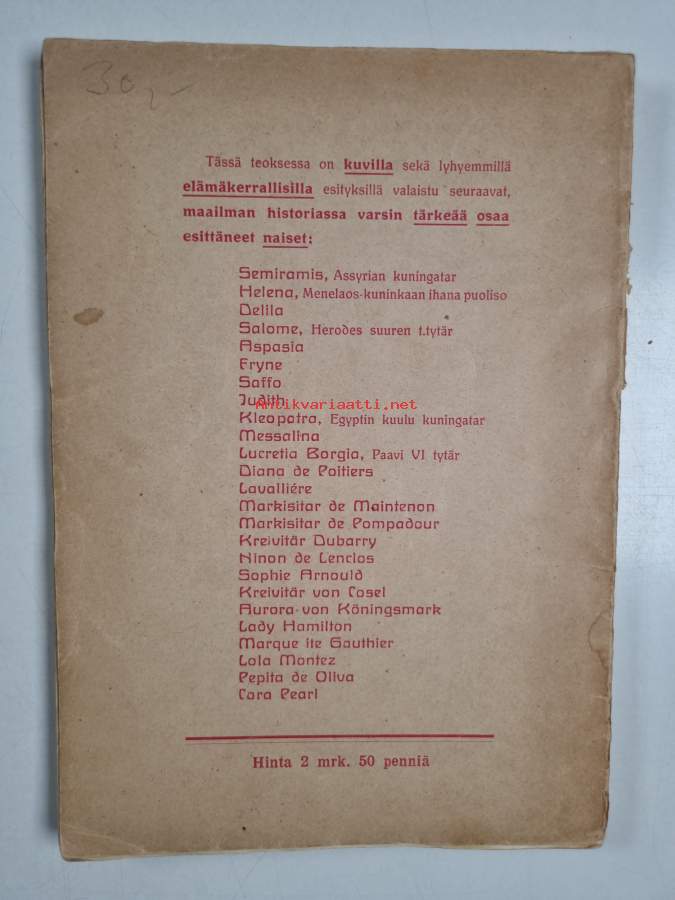 30,-
Tässä teoksessa on kuvilla sekä lyhyemmillä
elämäkerrallisilla esityksillä valaistu seuraavat,
maailman historiassa varsin tärkeää osaa
esittäneet naiset:
Semiramis, Assyrian kuningatar
Helena, Menelaos-kuninkaan ihana puoliso
Delila
Salome, Herodes suuren t.tytär
Aspasia
Fryne
Saffo
Judith
Antikvariaatti.net
Kleopatra, Egyptin kuulu kuningatar
Messalina
Lucretia Borgia, Paavi VI tytär
Diana de Poitiers
Lavalliére
Markisitar de Maintenon
Markisitar de Pompadour
Kreivitär Dubarry
Ninon de Lenclos
Sophie Arnould
Kreivitär von Cosel
Aurora von Köningsmark
Lady Hamilton
Marque ite Gauthier
Lola Montez
Pepita de Oliva
Cora Pearl
Hinta 2 mrk. 50 penniä